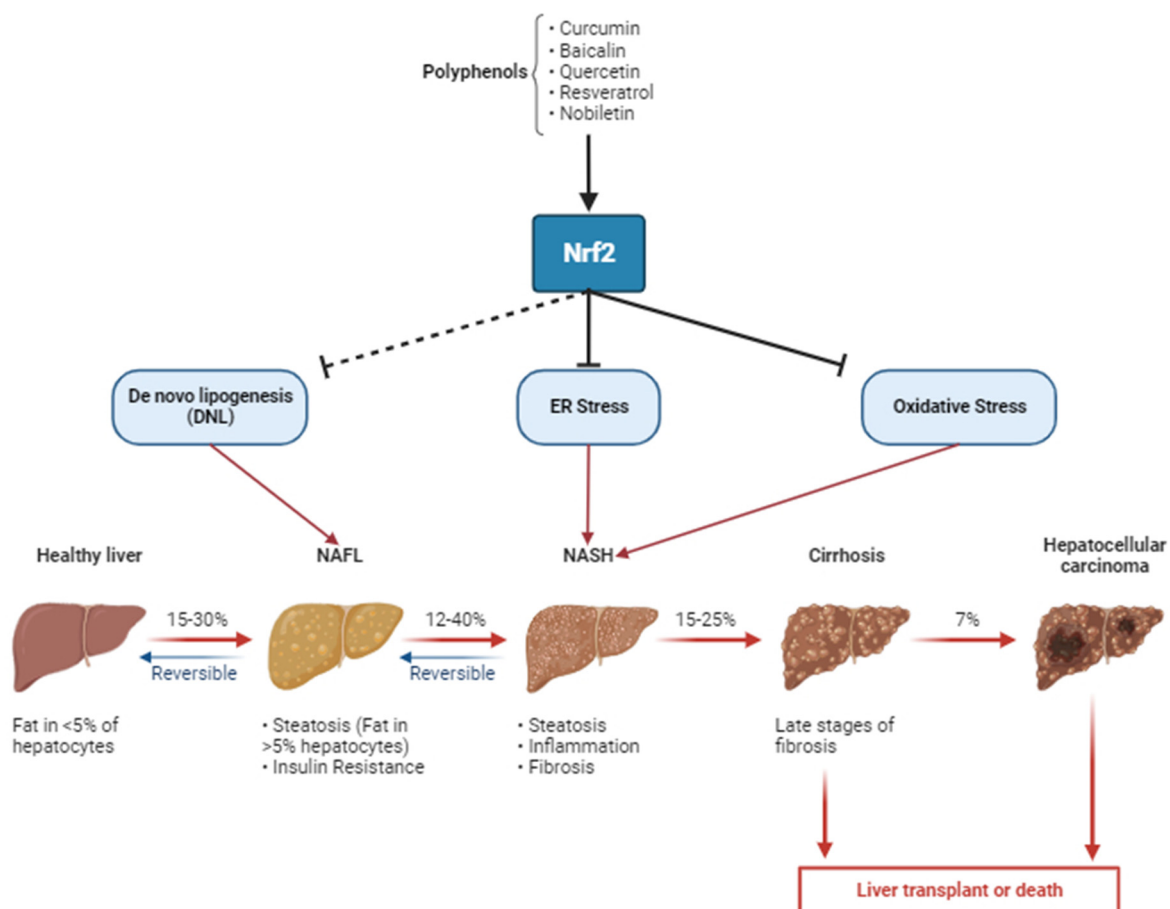 Polyphenols
• Curcumin
• Baicalin
• Quercetin
• Resveratrol
• Nobiletin
Nrf2
De novo lipogenesis
(DNL)
ER Stress
Oxidative Stress
Healthy liver
NAFL
NASH
Cirrhosis
Hepatocellular
carcinoma
15-30%
Reversible
12-40%
Reversible
15-25%
7%
Fat in <5% of
hepatocytes
• Steatosis (Fat in
>5% hepatocytes)
• Insulin Resistance
• Steatosis
• Inflammation
• Fibrosis
Late stages of
fibrosis
Liver transplant or death